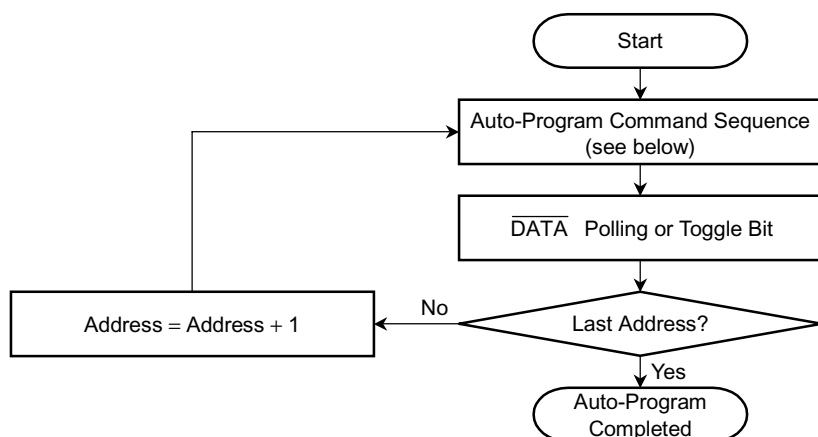 Start
Auto-Program Command Sequence
(see below)
DATA Polling or Toggle Bit
Last Address?
No
Address = Address + 1
Yes
Auto-Program
Completed